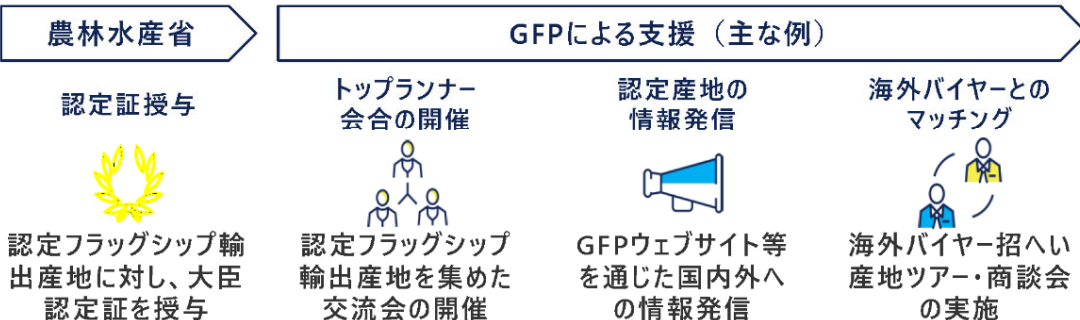 農林水産省
GFPによる支援（主な例）
認定証授与
認定フラッグシップ輸
出産地に対し、大臣
認定証を授与
トップランナー
会合の開催
認定フラッグシップ
輸出産地を集めた
交流会の開催
認定産地の
情報発信
GFPウェブサイト等
を通じた国内外へ
の情報発信
海外バイヤーとの
マッチング
海外バイヤー招へい
産地ツアー・商談会
の実施